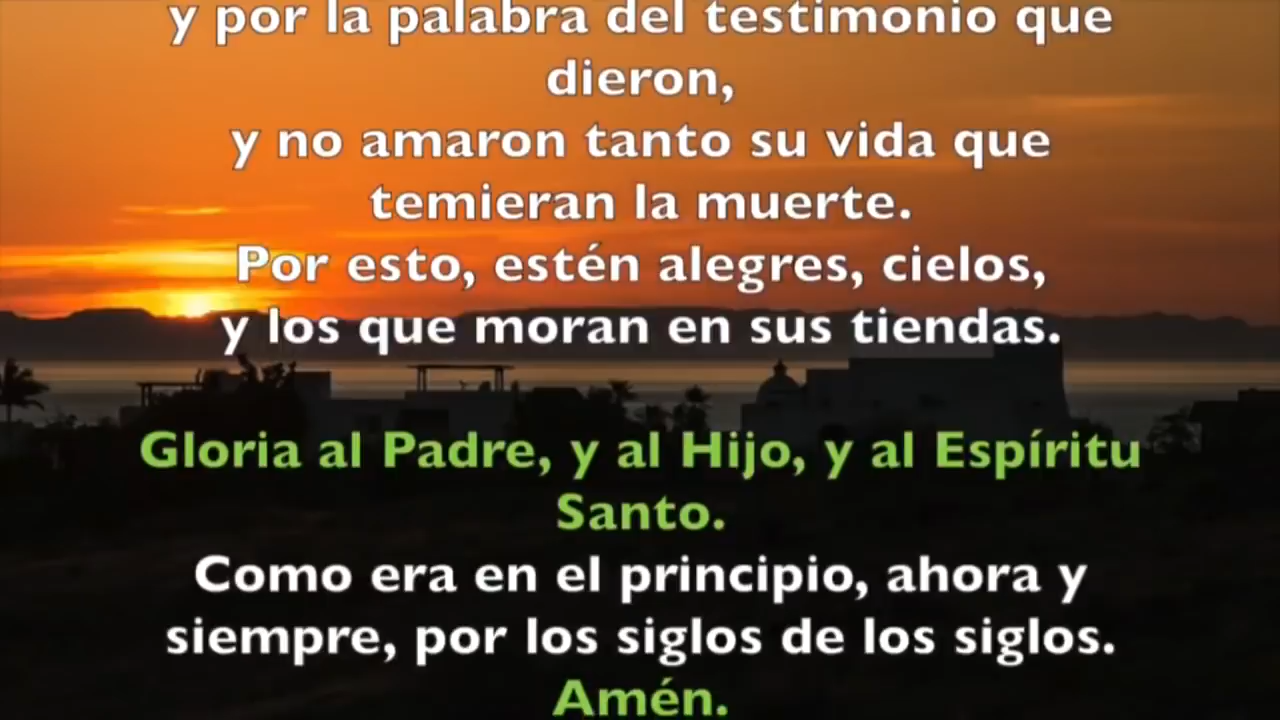 y por la palabra del testimonio que
dieron,
y no amaron tanto su vida que
temieran la muerte.
Por esto, estén alegres, cielos,
y los que moran en sus tiendas.
Gloria al Padre, y al Hijo, y al Espíritu
Santo.
Como era en el principio, ahora y
siempre, por los siglos de los siglos.
Amén.